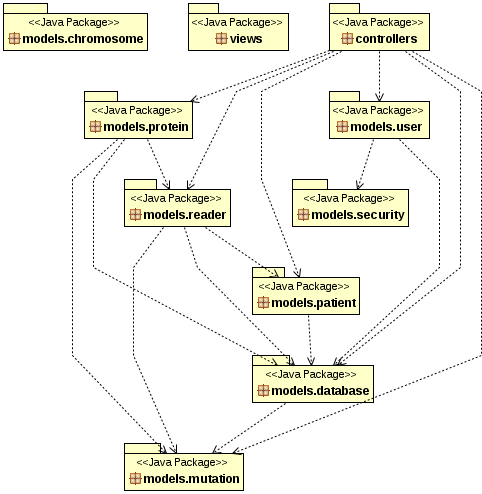 <<Java Package>>
models.chromosome
<<Java Package>>
views
<<Java Package>>
controllers
<<Java Package>>
models.protein
<<Java Package>>
models.user
<<Java Package>>
models.reader
<<Java Package>>
models.security
<<Java Package>>
models.patient
<<Java Package>>
models.database
<<Java Package>>
models.mutation